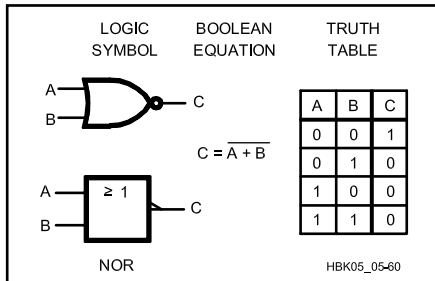 LOGIC SYMBOL
BOOLEAN EQUATION
TRUTH TABLE
A
B
C
C = A + B
A
B
≥ 1
C
NOR
A B C
0 0 1
0 1 0
1 0 0
1 1 0
HBK05_05-60